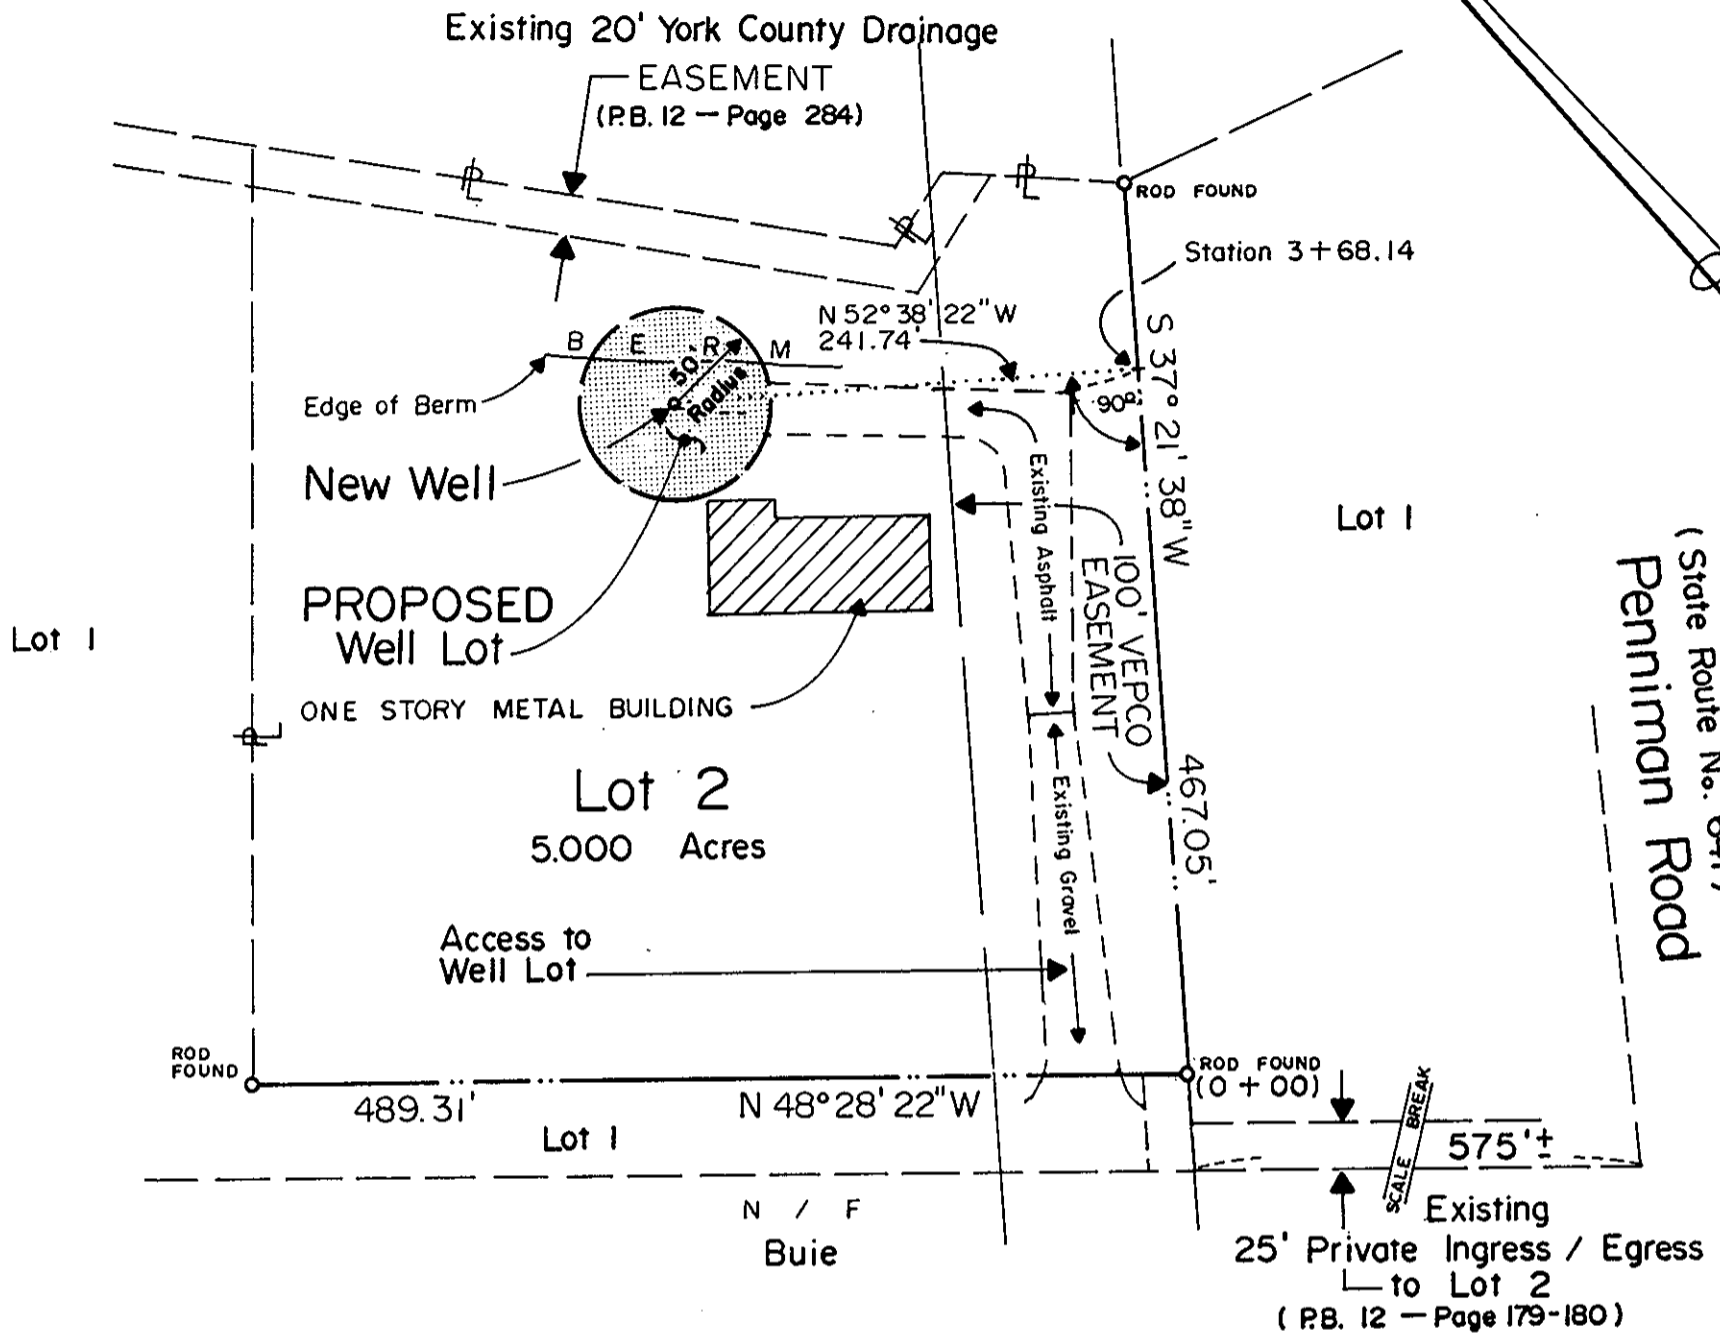 Existing 20' York County Drainage
EASEMENT
(P.B. 12 — Page 284)
ROD FOUND
Station 3+68.14
N 52° 38' 22" W
241.74'
B E R M
50'
Radius
Edge of Berm
90°
S 37° 21' 38" W
New Well
Existing Asphalt
100' VEPCO
EASEMENT
Lot 1
(State Route No.
Penniman Road
PROPOSED
Well Lot
Lot 1
ONE STORY METAL BUILDING
Lot 2
5.000 Acres
467.05'
Existing Gravel
Access to
Well Lot
ROD
FOUND
ROD FOUND
(0 + 00)
489.31'
N 48° 28' 22" W
Lot 1
SCALE BREAK
575' ±
N / F
Buie
Existing
25' Private Ingress / Egress
to Lot 2
(P.B. 12 — Page 179-180)